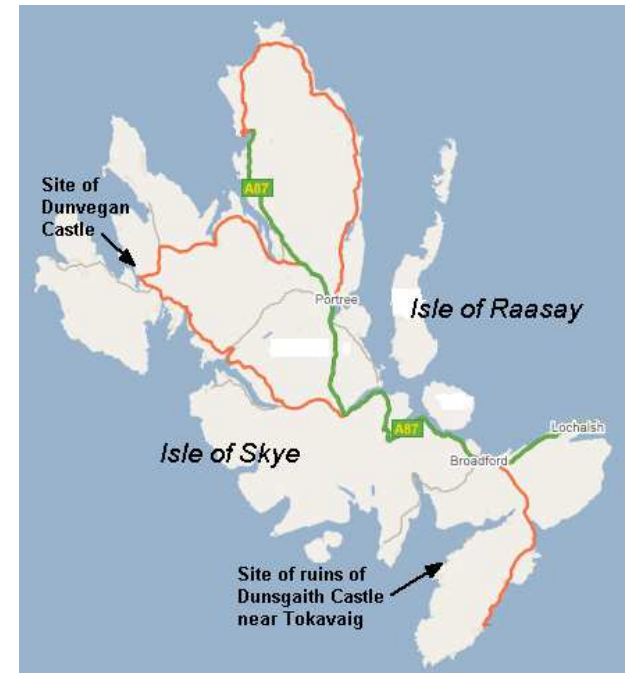 A87
Site of
Dunvegan
Castle
Portree
Isle of Raasay
A87
Lochalsh
Isle of Skye
Broadford
Site of ruins of
Dunsgaith Castle
near Tokavaig